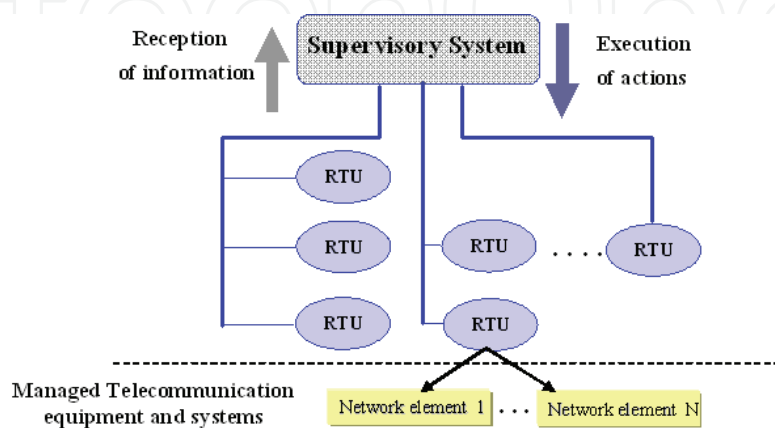 Reception
of information
Supervisory System
Execution
of actions
RTU
RTU
RTU
. . . .
RTU
RTU
RTU
Managed Telecommunication
equipment and systems
Network element 1
. . .
Network element N